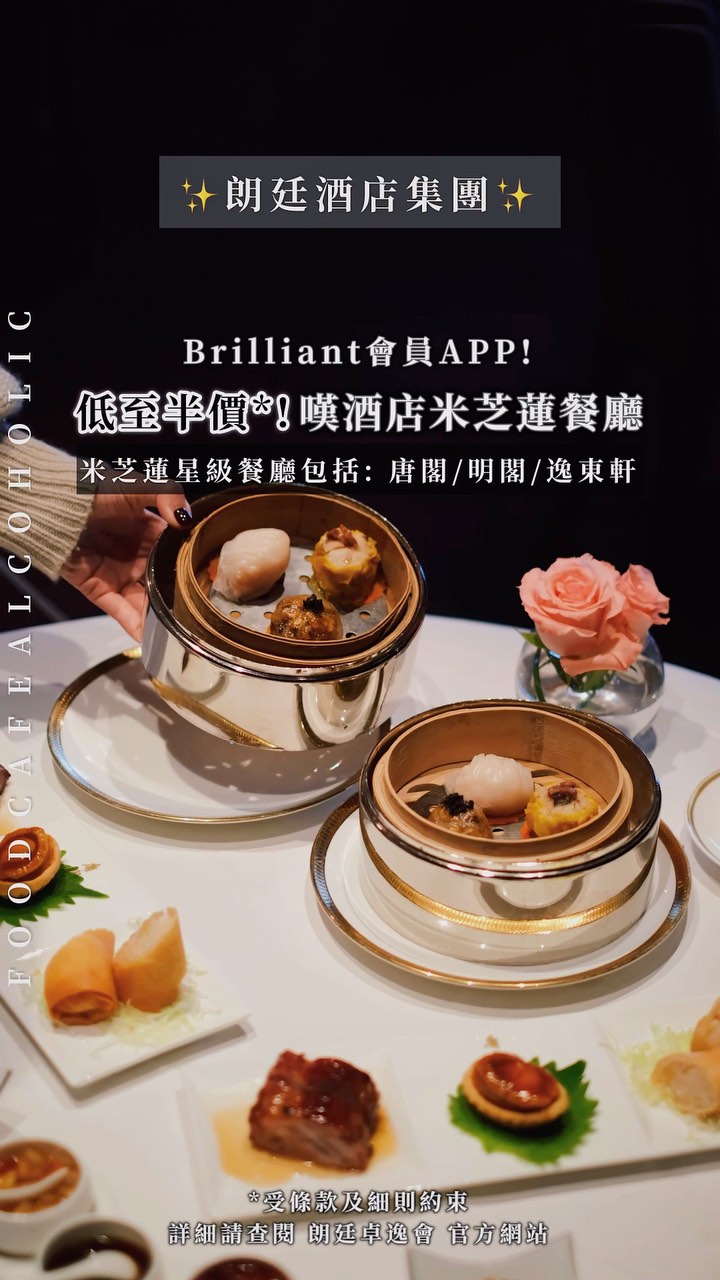 ✨朗廷酒店集團✨
Brilliant會員APP!
低至半價*!嘆酒店米芝蓮餐廳
米芝蓮星級餐廳包括: 唐閣/明閣/逸東軒
FOODCAFEALCOHOLIC
*受條款及細則約束
詳細請查閱 朗廷卓逸會 官方網站